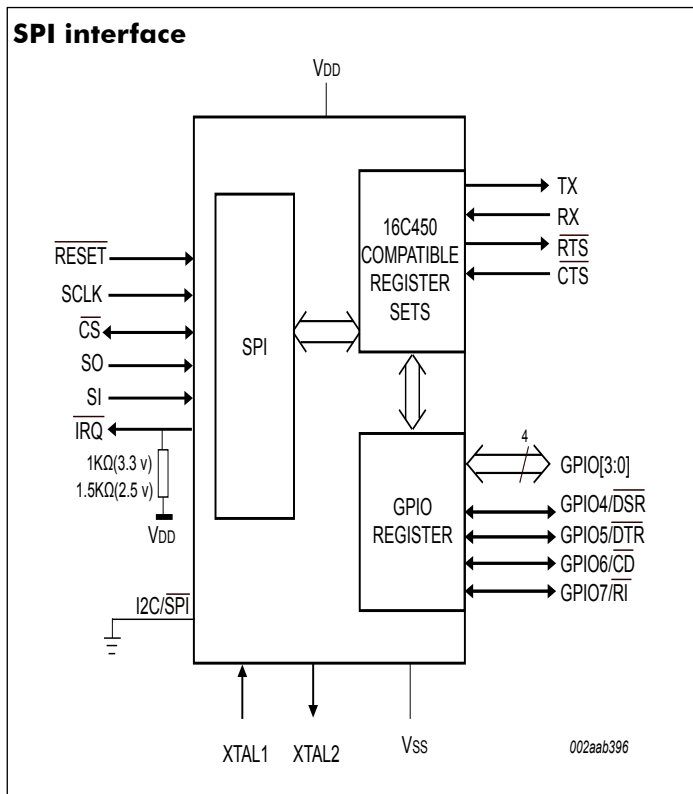 SPI interface
VDD
RESET
SCLK
CS
SO
SI
IRQ
1KΩ(3.3 v)
1.5KΩ(2.5 v)
VDD
I2C/SPI
SPI
16C450
COMPATIBLE
REGISTER
SETS
GPIO
REGISTER
TX
RX
RTS
CTS
4
GPIO[3:0]
GPIO4/DSR
GPIO5/DTR
GPIO6/CD
GPIO7/RI
XTAL1
XTAL2
VSS
002aab396